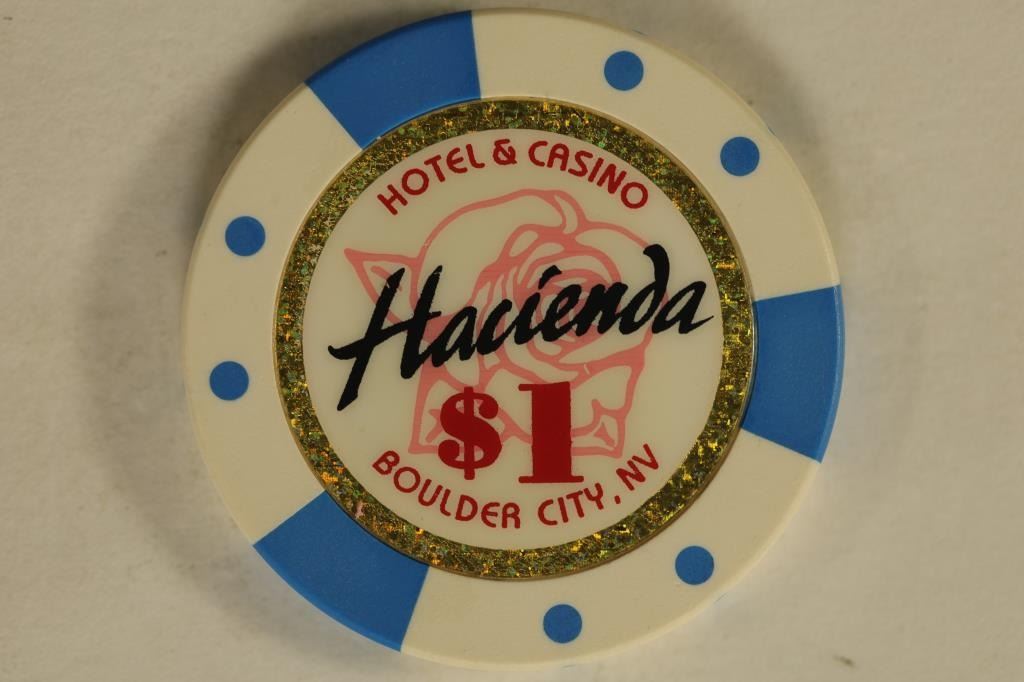 HOTEL & CASINO
Hacienda
$1
BOULDER CITY, NV